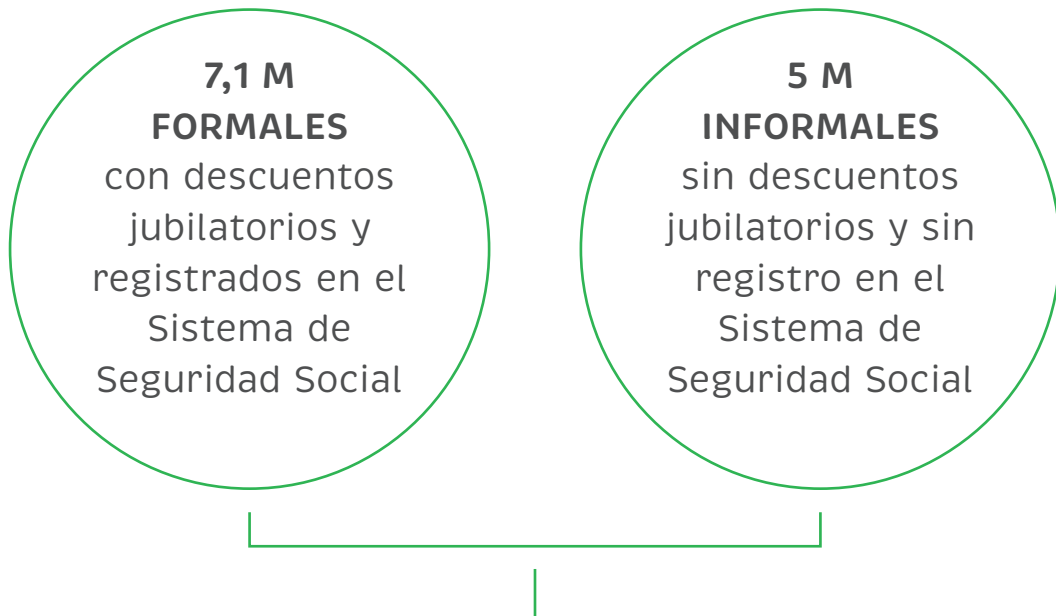 7,1 M
FORMALES
con descuentos
jubilatorios y
registrados en el
Sistema de
Seguridad Social
5 M
INFORMALES
sin descuentos
jubilatorios y sin
registro en el
Sistema de
Seguridad Social